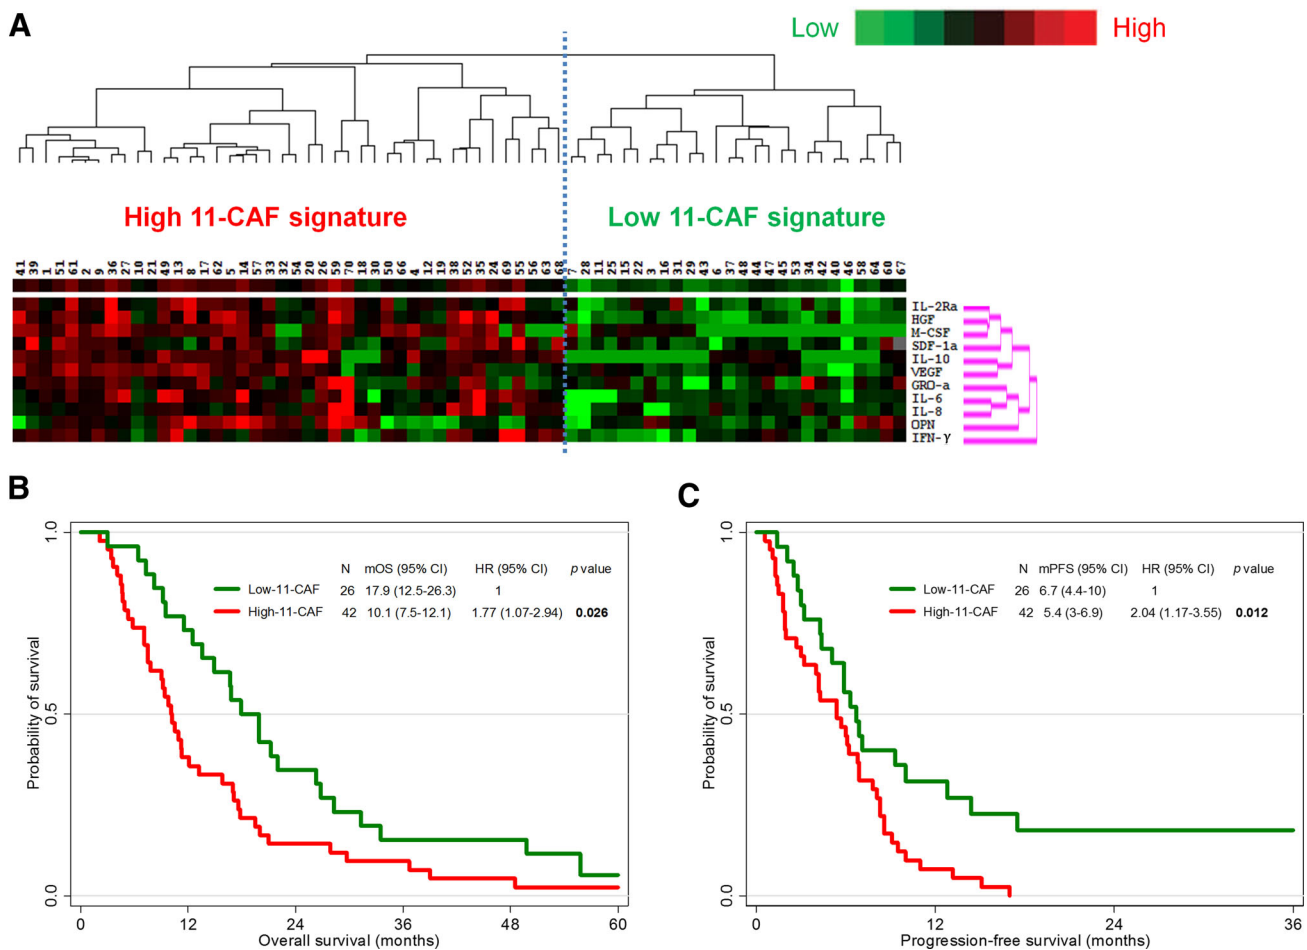 A
Low High
High 11-CAF signature Low 11-CAF signature
41 39 1 51 61 2 9 36 27 10 21 49 13 8 17 62 5 14 57 33 32 54 20 26 59 70 18 30 50 66 4 12 19 38 52 35 24 69 55 56 63 68 7 28 11 25 15 22 3 16 31 29 43 6 37 48 44 47 45 53 34 42 40 46 58 64 60 67
IL-2Ra
HGF
M-CSF
SDF-1a
IL-10
VEGF
GRO-a
IL-6
IL-8
OPN
IFN-γ
B
N mOS (95% CI) HR (95% CI) p value
Low-11-CAF 26 17.9 (12.5-26.3) 1
High-11-CAF 42 10.1 (7.5-12.1) 1.77 (1.07-2.94) 0.026
Probability of survival
1.0
0.5
0.0
0 12 24 36 48 60
Overall survival (months)
C
N mPFS (95% CI) HR (95% CI) p value
Low-11-CAF 26 6.7 (4.4-10) 1
High-11-CAF 42 5.4 (3-6.9) 2.04 (1.17-3.55) 0.012
Probability of survival
1.0
0.5
0.0
0 12 24 36
Progression-free survival (months)